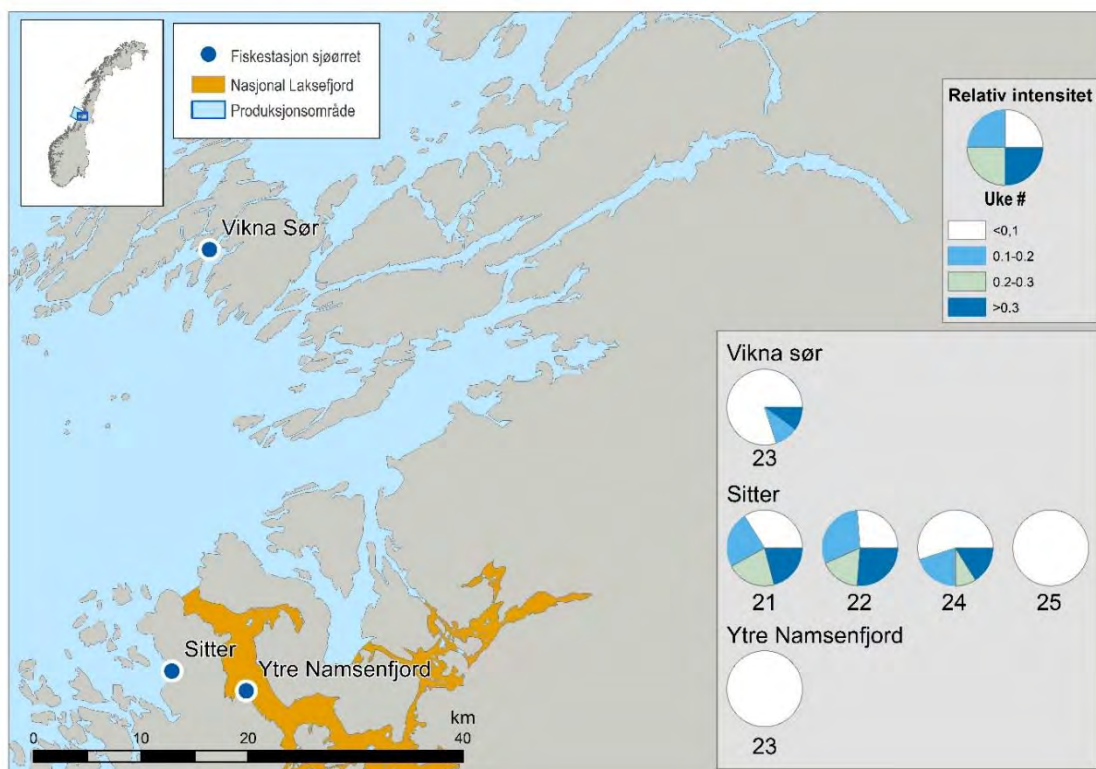 Fiskestasjon sjøørret
Nasjonal Laksefjord
Produksjonsområde
Relativ intensitet
Uke #
<0,1
0.1-0.2
0.2-0.3
>0.3
Vikna Sør
Vikna sør
23
Sitter
21 22 24 25
Ytre Namsenfjord
23
Sitter
Ytre Namsenfjord
km
0 10 20 40